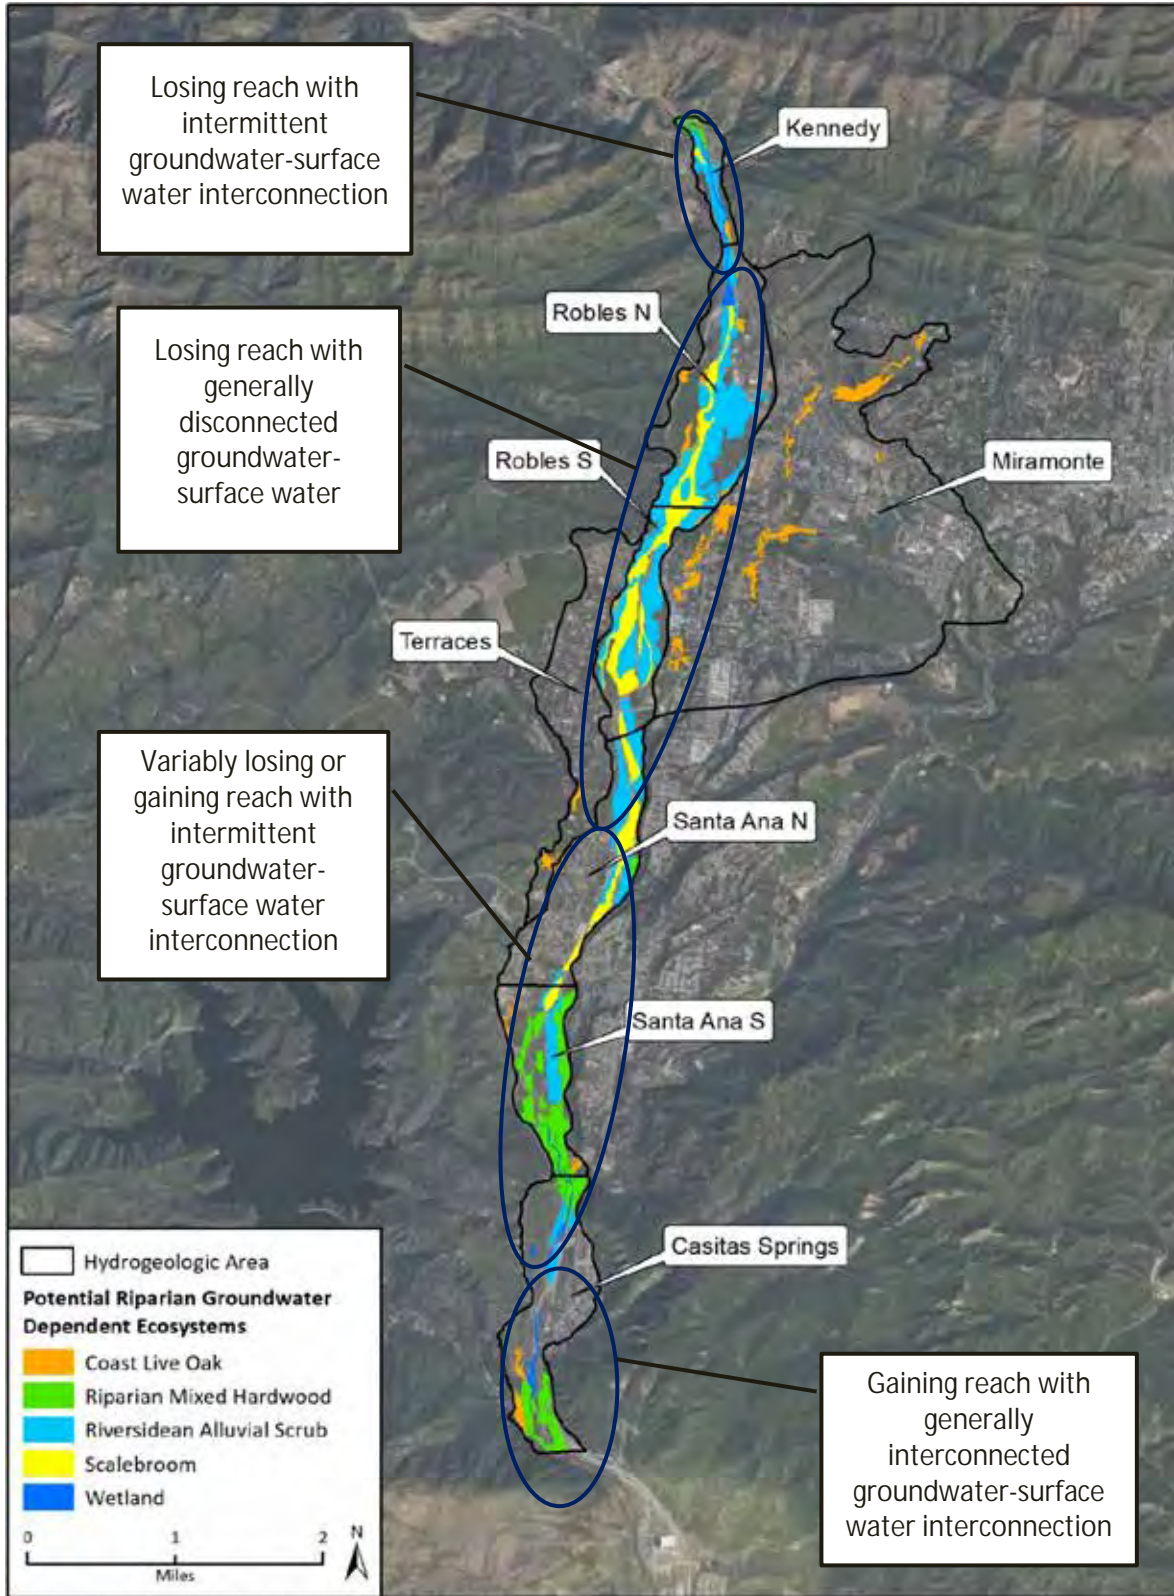 Losing reach with
intermittent
groundwater-surface
water interconnection
Kennedy
Losing reach with
generally
disconnected
groundwater-
surface water
Robles N
Robles S
Miramonte
Terraces
Variably losing or
gaining reach with
intermittent
groundwater-
surface water
interconnection
Santa Ana N
Santa Ana S
Casitas Springs
Gaining reach with
generally
interconnected
groundwater-surface
water interconnection
Hydrogeologic Area
Potential Riparian Groundwater
Dependent Ecosystems
Coast Live Oak
Riparian Mixed Hardwood
Riversidean Alluvial Scrub
Scalebroom
Wetland
0 1 2
Miles
N